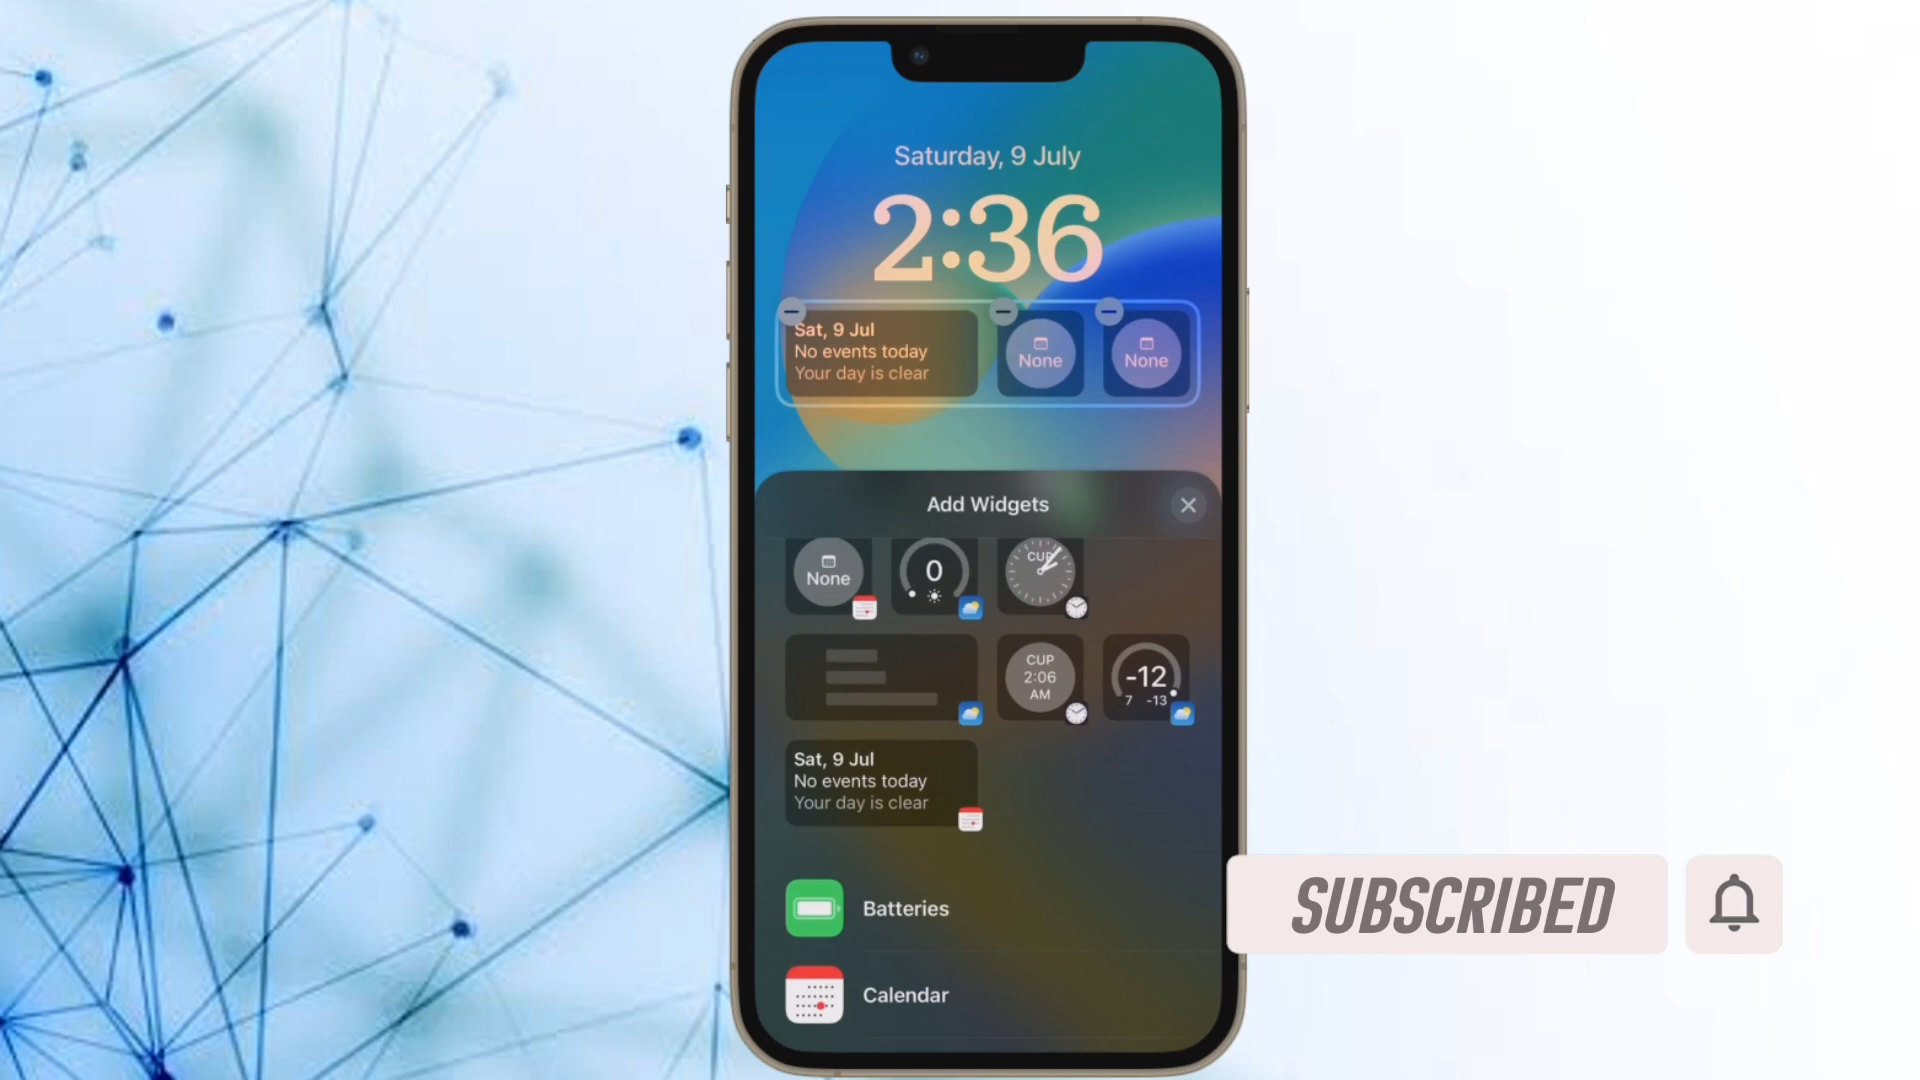 Saturday, 9 July
2:36
Sat, 9 Jul
No events today
Your day is clear
None
None
Add Widgets
None
0
CUP
CUP
2:06
AM
-12
7 -13
Sat, 9 Jul
No events today
Your day is clear
Batteries
Calendar
SUBSCRIBED